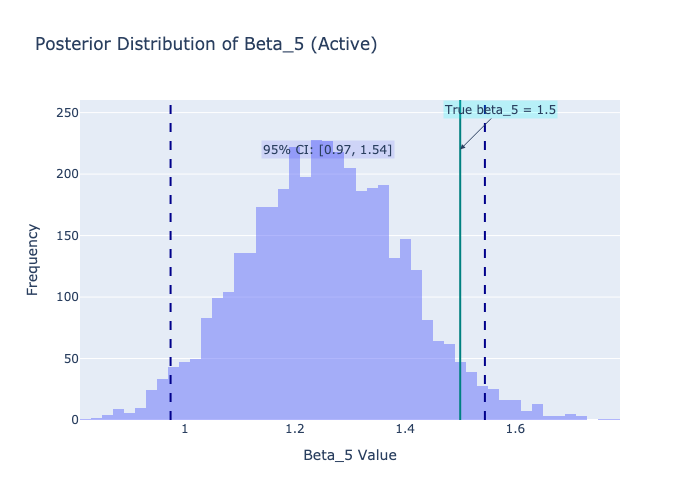 Posterior Distribution of Beta_5 (Active)
True beta_5 = 1.5
95% CI: [0.97, 1.54]
250
200
150
100
50
0
Frequency
1
1.2
1.4
1.6
Beta_5 Value